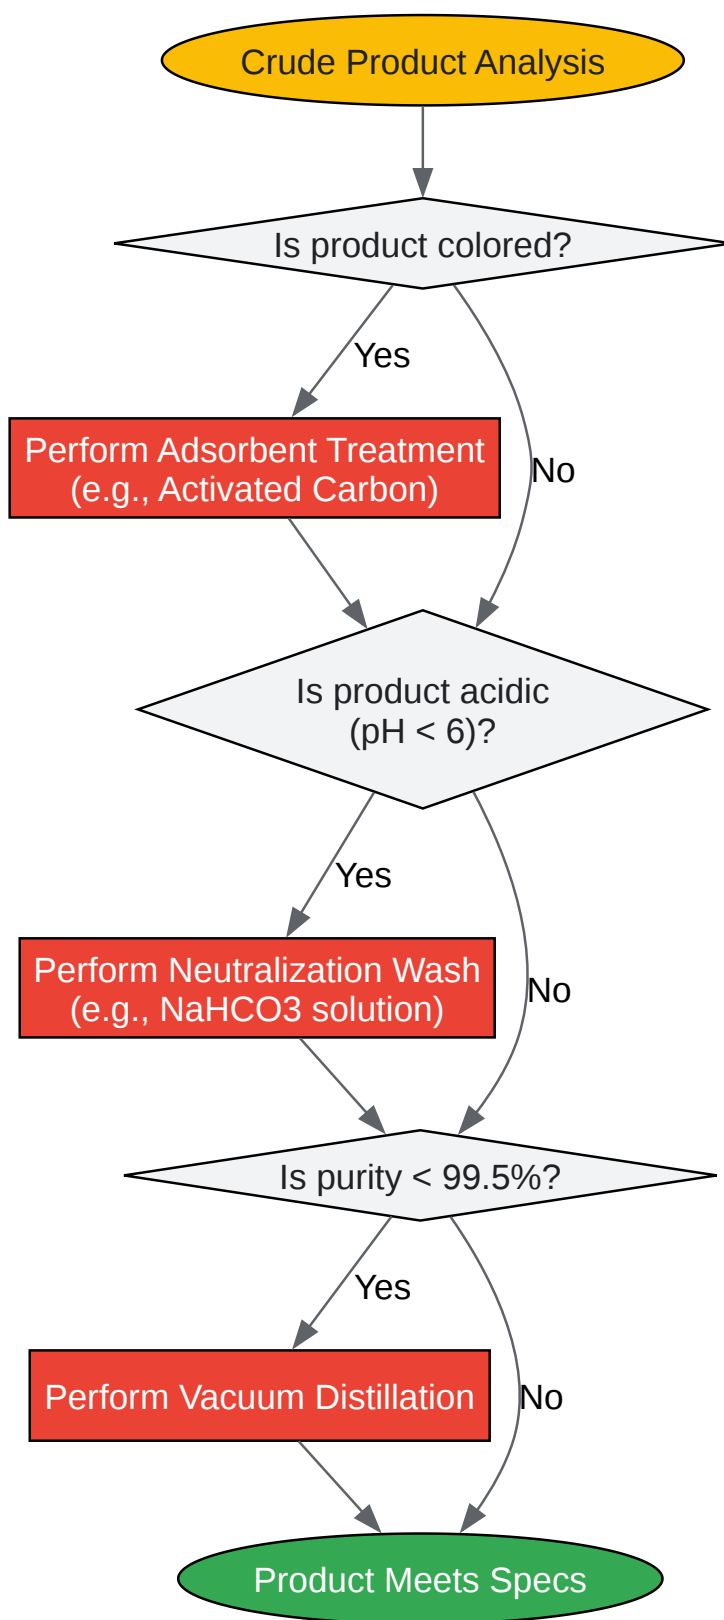 Crude Product Analysis
Is product colored?
Yes
Perform Adsorbent Treatment
(e.g., Activated Carbon)
No
Is product acidic
(pH < 6)?
Yes
Perform Neutralization Wash
(e.g., NaHCO3 solution)
No
Is purity < 99.5%?
Yes
Perform Vacuum Distillation
No
Product Meets Specs